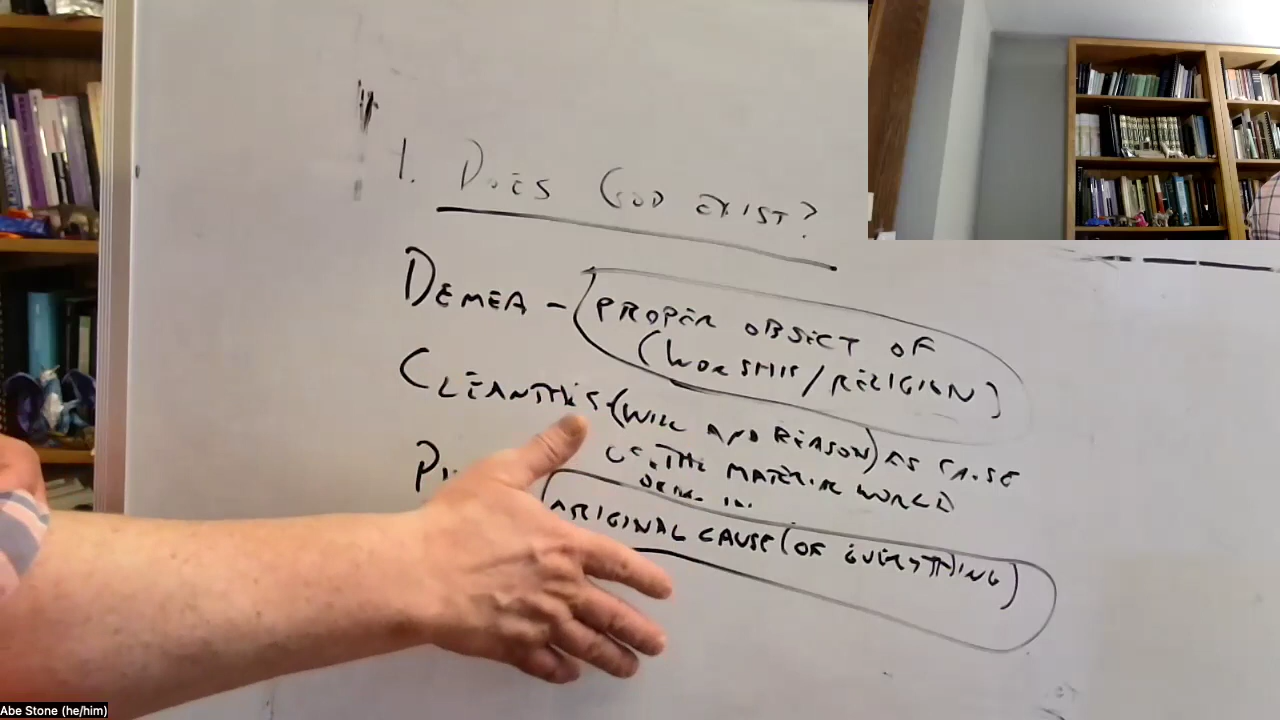 1. DOES GOD EXIST?
DEMEA - PROPER OBJECT OF
(WORSHIP/RELIGION)
CLEANTHES - (WILL AND REASON) AS CAUSE
OF THE MATERIAL WORLD
ORIGINAL CAUSE (OF EVERYTHING)
Abe Stone (he/him)